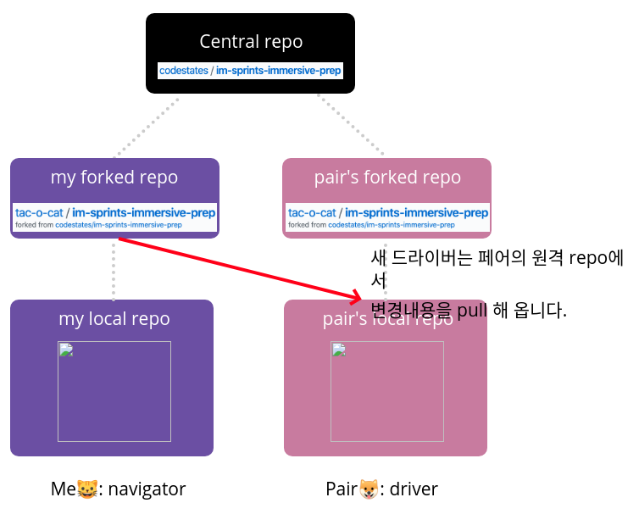 Central repo
codestates / im-sprints-immersive-prep
my forked repo
tac-o-cat / im-sprints-immersive-prep
forked from codestates/im-sprints-immersive-prep
pair's forked repo
tac-o-cat / im-sprints-immersive-prep
forked from codestates/im-sprints-immersive-prep
새 드라이버는 페어의 원격 repo에
서
변경내용을 pull 해 옵니다.
my local repo
pair's local repo
Me😺: navigator
Pair🐶: driver